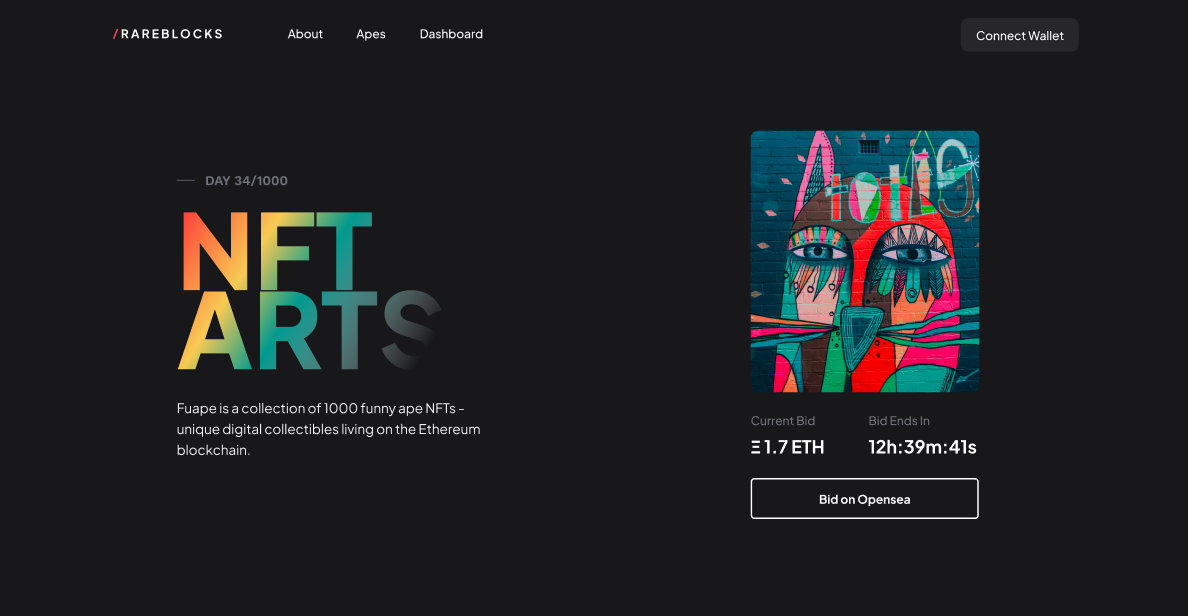 /RAREBLOCKS
About
Apes
Dashboard
Connect Wallet
DAY 34/1000
NFT
ARTS
Fuape is a collection of 1000 funny ape NFTs -
unique digital collectibles living on the Ethereum
blockchain.
Current Bid
Bid Ends In
Ξ 1.7 ETH
12h:39m:41s
Bid on Opensea